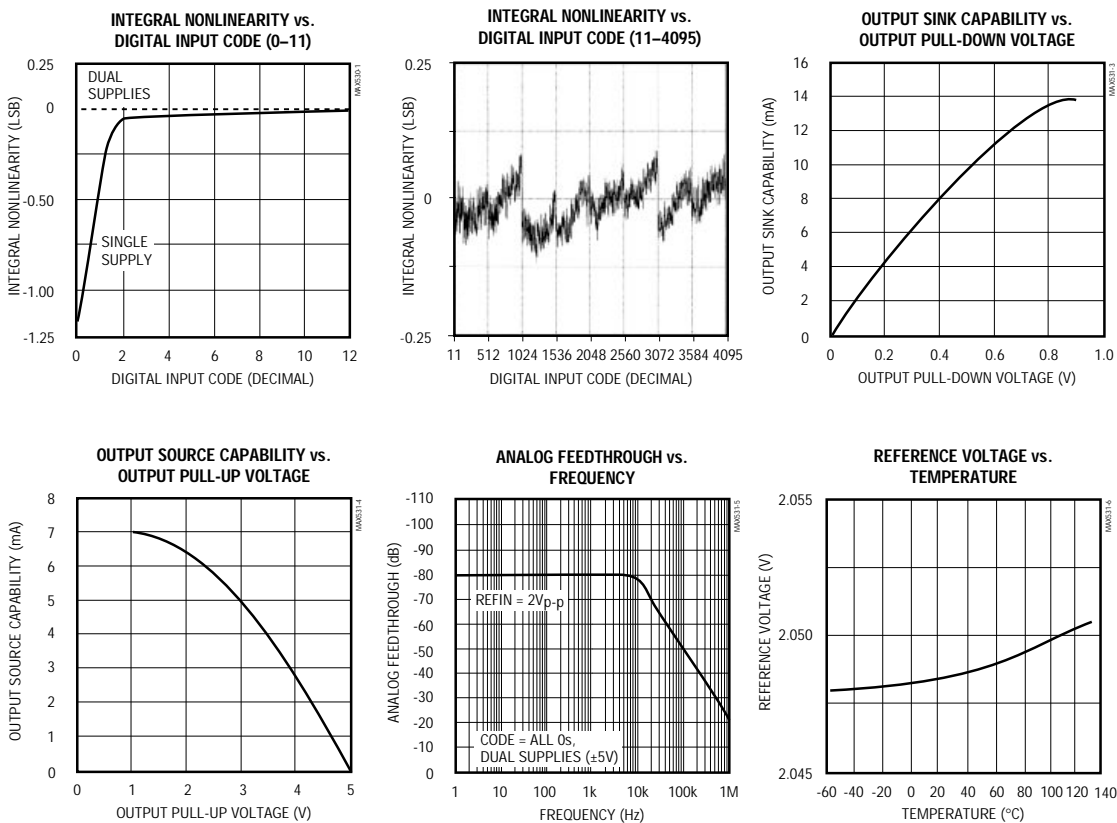 INTEGRAL NONLINEARITY vs.
DIGITAL INPUT CODE (0–11)
0.25
0
-0.50
-1.00
-1.25
INTEGRAL NONLINEARITY (LSB)
DUAL
SUPPLIES
SINGLE
SUPPLY
MAX530-1
0 2 4 6 8 10 12
DIGITAL INPUT CODE (DECIMAL)
INTEGRAL NONLINEARITY vs.
DIGITAL INPUT CODE (11–4095)
0.25
0
-0.25
INTEGRAL NONLINEARITY (LSB)
11 512 1024 1536 2048 2560 3072 3584 4095
DIGITAL INPUT CODE (DECIMAL)
OUTPUT SINK CAPABILITY vs.
OUTPUT PULL-DOWN VOLTAGE
16
14
12
10
8
6
4
2
0
OUTPUT SINK CAPABILITY (mA)
MAX531-3
0 0.2 0.4 0.6 0.8 1.0
OUTPUT PULL-DOWN VOLTAGE (V)
OUTPUT SOURCE CAPABILITY vs.
OUTPUT PULL-UP VOLTAGE
8
7
6
5
4
3
2
1
0
OUTPUT SOURCE CAPABILITY (mA)
MAX531-4
0 1 2 3 4 5
OUTPUT PULL-UP VOLTAGE (V)
ANALOG FEEDTHROUGH vs.
FREQUENCY
-110
-100
-90
-80
-70
-60
-50
-40
-30
-20
-10
0
ANALOG FEEDTHROUGH (dB)
REFIN = 2Vp-p
CODE = ALL 0s,
DUAL SUPPLIES (±5V)
MAX531-5
1 10 100 1k 10k 100k 1M
FREQUENCY (Hz)
REFERENCE VOLTAGE vs.
TEMPERATURE
2.055
2.050
2.045
REFERENCE VOLTAGE (V)
MAX531-6
-60 -40 -20 0 20 40 60 80 100 120 140
TEMPERATURE (°C)